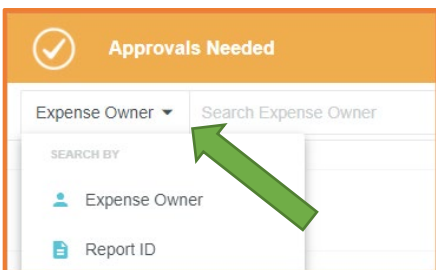 Approvals Needed
Expense Owner Search Expense Owner
SEARCH BY
Expense Owner
Report ID